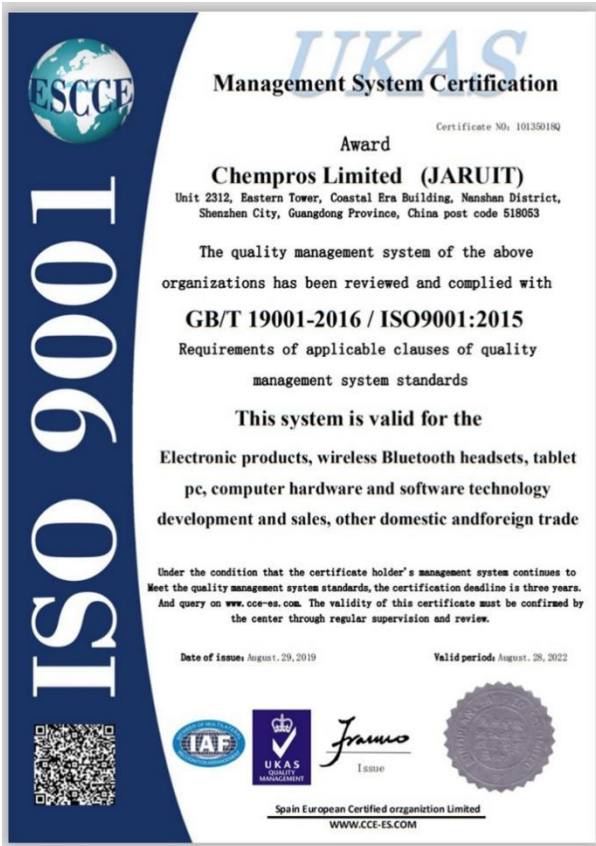 ESCCE
ISO 9001
UKAS
Management System Certification
Certificate NO: 10135018Q
Award
Chempros Limited (JARUIT)
Unit 2312, Eastern Tower, Coastal Era Building, Nanshan District,
Shenzhen City, Guangdong Province, China post code 518053
The quality management system of the above
organizations has been reviewed and complied with
GB/T 19001-2016 / ISO9001:2015
Requirements of applicable clauses of quality
management system standards
This system is valid for the
Electronic products, wireless Bluetooth headsets, tablet
pc, computer hardware and software technology
development and sales, other domestic andforeign trade
Under the condition that the certificate holder's management system continues to
Meet the quality management system standards, the certification deadline is three years.
And query on www.cce-es.com. The validity of this certificate must be confirmed by
the center through regular supervision and review.
Date of issue: August. 29, 2019
Valid period: August. 28, 2022
IAF
UKAS
QUALITY
MANAGEMENT
Issue
Spain European Certified orzganiztion Limited
WWW.CCE-ES.COM